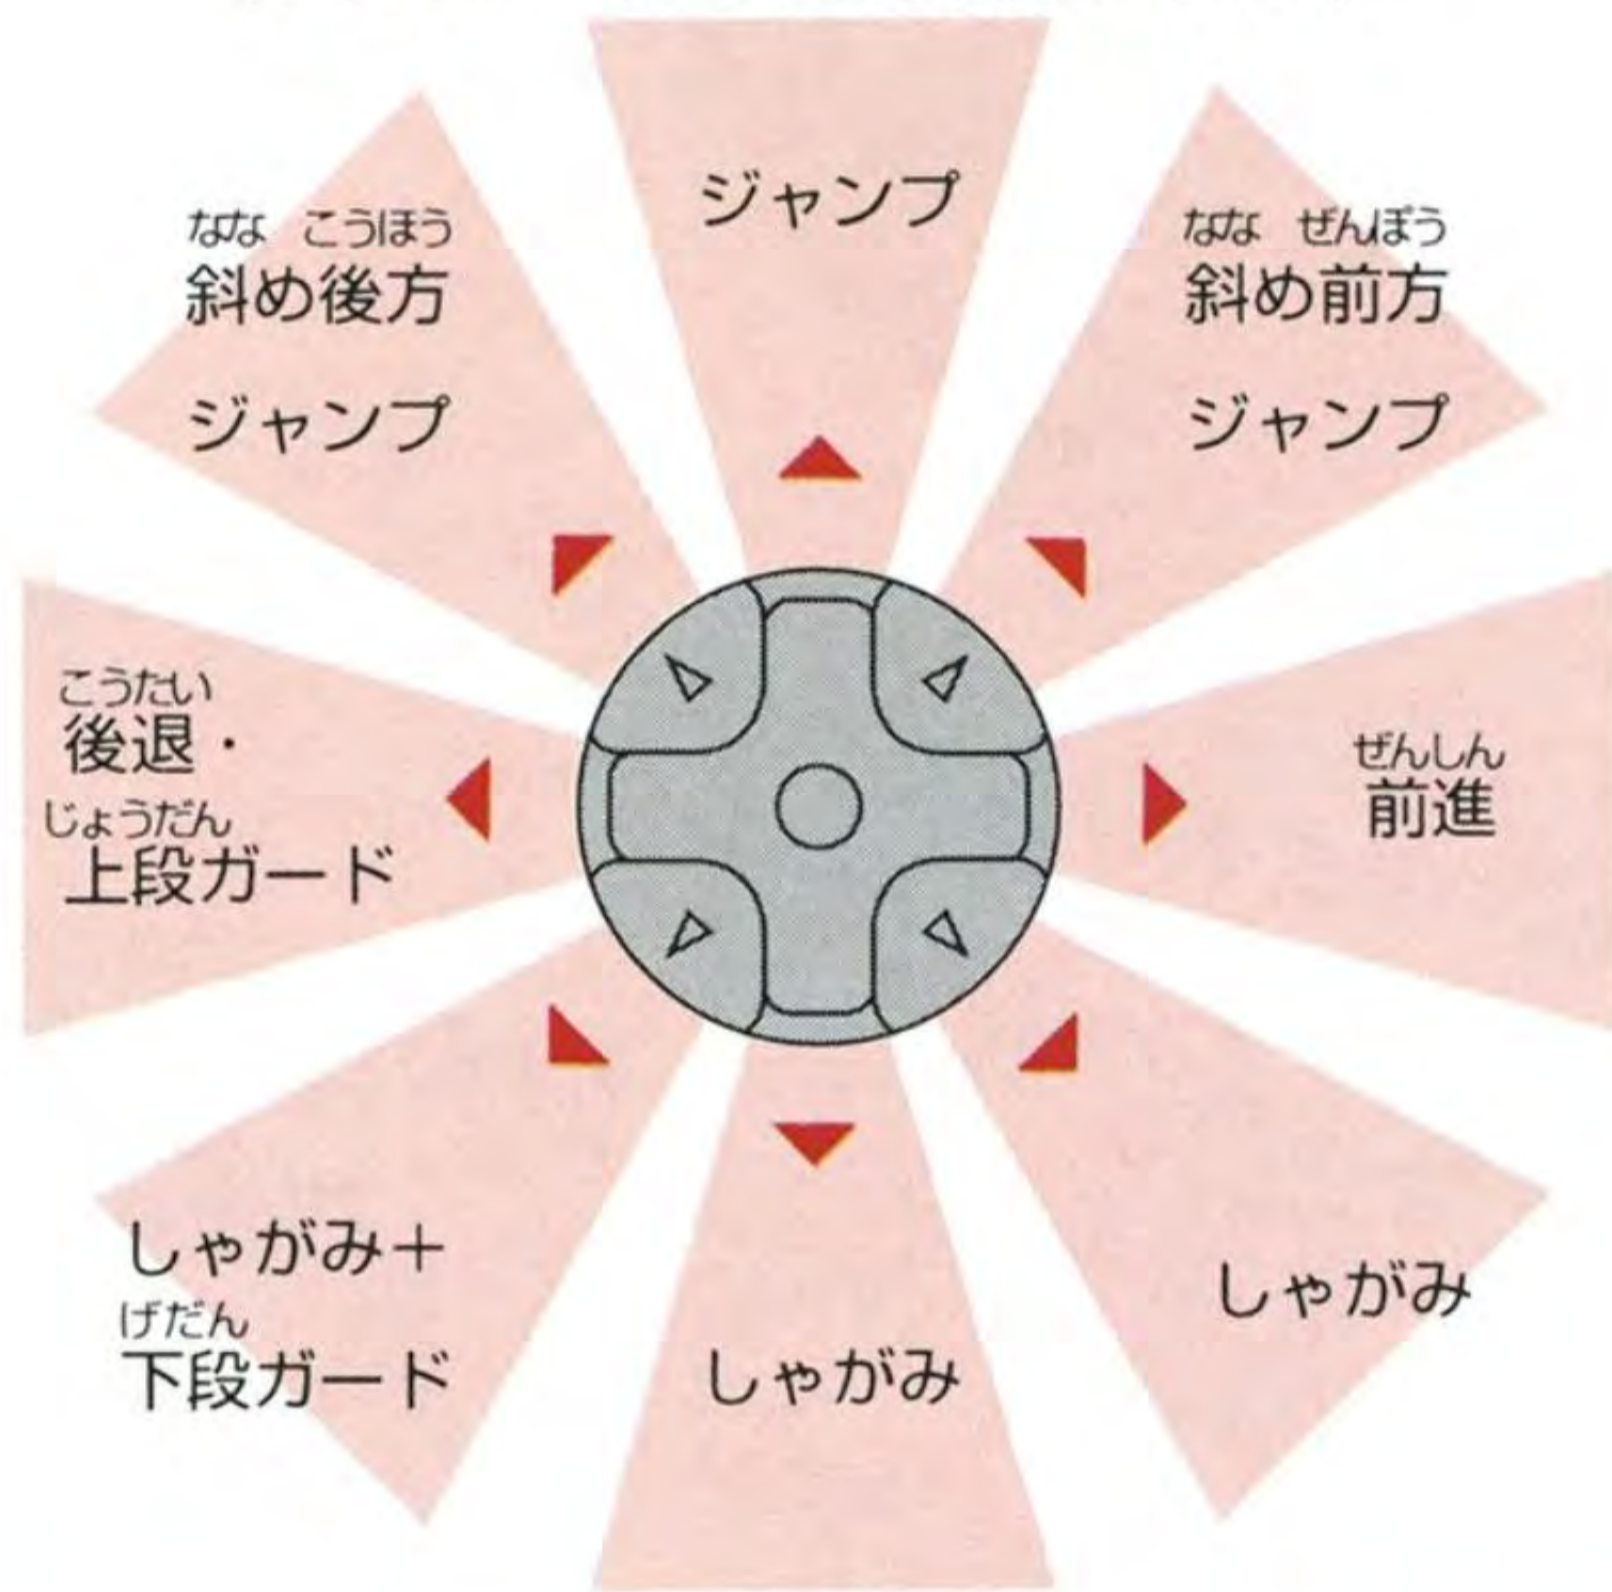 ジャンプ
なな こうほう
斜め後方
ジャンプ
なな ぜんぽう
斜め前方
ジャンプ
こうたい
後退・
じょうだん
上段ガード
ぜんしん
前進
しゃがみ＋
げだん
下段ガード
しゃがみ
しゃがみ